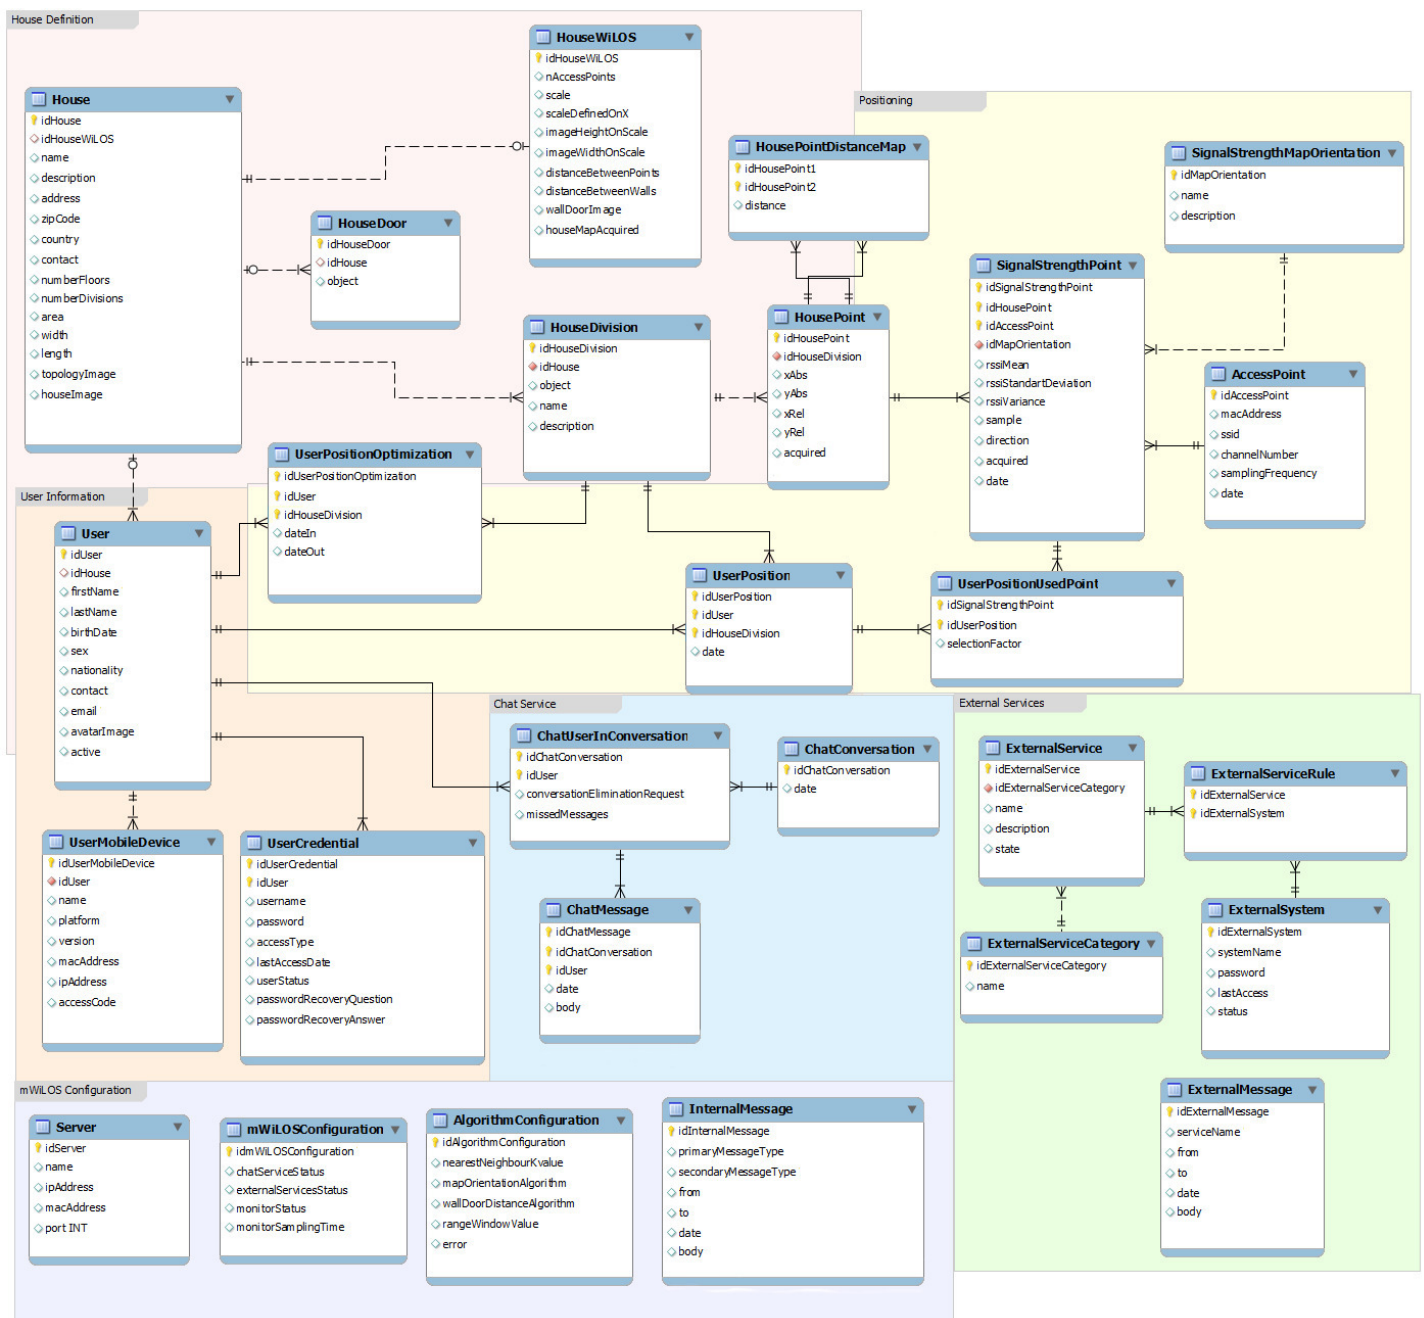 House Definition
HouseWiLOS
idHouseWiLOS
nAccessPoints
scale
scaleDefinedOnX
imageHeightOnScale
imageWidthOnScale
distanceBetweenPoints
distanceBetweenWalls
wallDoorImage
houseMapAcquired
House
idHouse
idHouseWiLOS
name
description
address
zipCode
country
contact
numberFloors
numberDivisions
area
width
length
topologyImage
houseImage
HouseDoor
idHouseDoor
idHouse
object
HouseDivision
idHouseDivision
idHouse
object
name
description
Positioning
HousePointDistanceMap
idHousePoint1
idHousePoint2
distance
SignalStrengthMapOrientation
idMapOrientation
name
description
HousePoint
idHousePoint
idHouseDivision
xAbs
yAbs
xRel
yRel
acquired
SignalStrengthPoint
idSignalStrengthPoint
idHousePoint
idAccessPoint
idMapOrientation
rssiMean
rssiStandartDeviation
rssiVariance
sample
direction
acquired
date
AccessPoint
idAccessPoint
macAddress
ssid
channelNumber
samplingFrequency
date
UserPositionOptimization
idUserPositionOptimization
idUser
idHouseDivision
dateIn
dateOut
UserPosition
idUserPosition
idUser
idHouseDivision
date
UserPositionUsedPoint
idSignalStrengthPoint
idUserPosition
selectionFactor
User Information
User
idUser
idHouse
firstName
lastName
birthDate
sex
nationality
contact
email
avatarImage
active
UserMobileDevice
idUserMobileDevice
idUser
name
platform
version
macAddress
ipAddress
accessCode
UserCredential
idUserCredential
idUser
username
password
accessType
lastAccessDate
userStatus
passwordRecoveryQuestion
passwordRecoveryAnswer
Chat Service
ChatUserInConversation
idChatConversation
idUser
conversationEliminationRequest
missedMessages
ChatConversation
idChatConversation
date
ChatMessage
idChatMessage
idChatConversation
idUser
date
body
External Services
ExternalService
idExternalService
idExternalServiceCategory
name
description
state
ExternalServiceRule
idExternalService
idExternalSystem
ExternalServiceCategory
idExternalServiceCategory
name
ExternalSystem
idExternalSystem
systemName
password
lastAccess
status
ExternalMessage
idExternalMessage
serviceName
from
to
date
body
mWiLOS Configuration
Server
idServer
name
ipAddress
macAddress
port INT
mWiLOSConfiguration
idmWiLOSConfiguration
chatServiceStatus
externalServicesStatus
monitorStatus
monitorSamplingTime
AlgorithmConfiguration
idAlgorithmConfiguration
nearestNeighbourKvalue
mapOrientationAlgorithm
wallDoorDistanceAlgorithm
rangeWindowValue
error
InternalMessage
idInternalMessage
primaryMessageType
secondaryMessageType
from
to
date
body